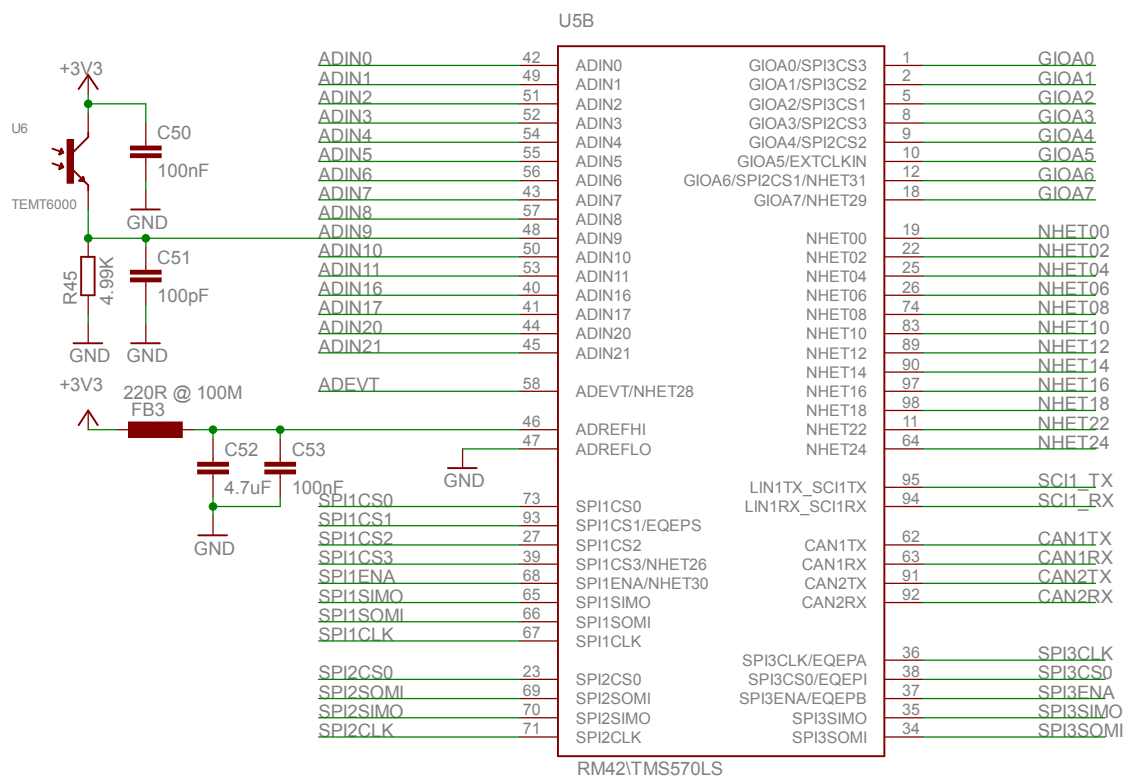 U5B
+3V3
U6
TEMT6000
C50
100nF
GND
R45
4.99K
C51
100pF
GND
GND
+3V3
220R @ 100M
FB3
C52
4.7uF
C53
100nF
GND
GND
ADIN0 42 ADIN0
ADIN1 49 ADIN1
ADIN2 51 ADIN2
ADIN3 52 ADIN3
ADIN4 54 ADIN4
ADIN5 55 ADIN5
ADIN6 56 ADIN6
ADIN7 43 ADIN7
ADIN8 57 ADIN8
ADIN9 48 ADIN9
ADIN10 50 ADIN10
ADIN11 53 ADIN11
ADIN16 40 ADIN16
ADIN17 41 ADIN17
ADIN20 44 ADIN20
ADIN21 45 ADIN21
ADEVT 58 ADEVT/NHET28
46 ADREFHI
47 ADREFLO
SPI1CS0 73 SPI1CS0
SPI1CS1 93 SPI1CS1/EQEPS
SPI1CS2 27 SPI1CS2
SPI1CS3 39 SPI1CS3/NHET26
SPI1ENA 68 SPI1ENA/NHET30
SPI1SIMO 65 SPI1SIMO
SPI1SOMI 66 SPI1SOMI
SPI1CLK 67 SPI1CLK
SPI2CS0 23 SPI2CS0
SPI2SOMI 69 SPI2SOMI
SPI2SIMO 70 SPI2SIMO
SPI2CLK 71 SPI2CLK
GIOA0/SPI3CS3 1 GIOA0
GIOA1/SPI3CS2 2 GIOA1
GIOA2/SPI3CS1 5 GIOA2
GIOA3/SPI2CS3 8 GIOA3
GIOA4/SPI2CS2 9 GIOA4
GIOA5/EXTCLKIN 10 GIOA5
GIOA6/SPI2CS1/NHET31 12 GIOA6
GIOA7/NHET29 18 GIOA7
NHET00 19 NHET00
NHET02 22 NHET02
NHET04 25 NHET04
NHET06 26 NHET06
NHET08 74 NHET08
NHET10 83 NHET10
NHET12 89 NHET12
NHET14 90 NHET14
NHET16 97 NHET16
NHET18 98 NHET18
NHET22 11 NHET22
NHET24 64 NHET24
LIN1TX_SCI1TX 95 SCI1_TX
LIN1RX_SCI1RX 94 SCI1_RX
CAN1TX 62 CAN1TX
CAN1RX 63 CAN1RX
CAN2TX 91 CAN2TX
CAN2RX 92 CAN2RX
SPI3CLK/EQEPA 36 SPI3CLK
SPI3CS0/EQEPI 38 SPI3CS0
SPI3ENA/EQEPB 37 SPI3ENA
SPI3SIMO 35 SPI3SIMO
SPI3SOMI 34 SPI3SOMI
RM42\TMS570LS